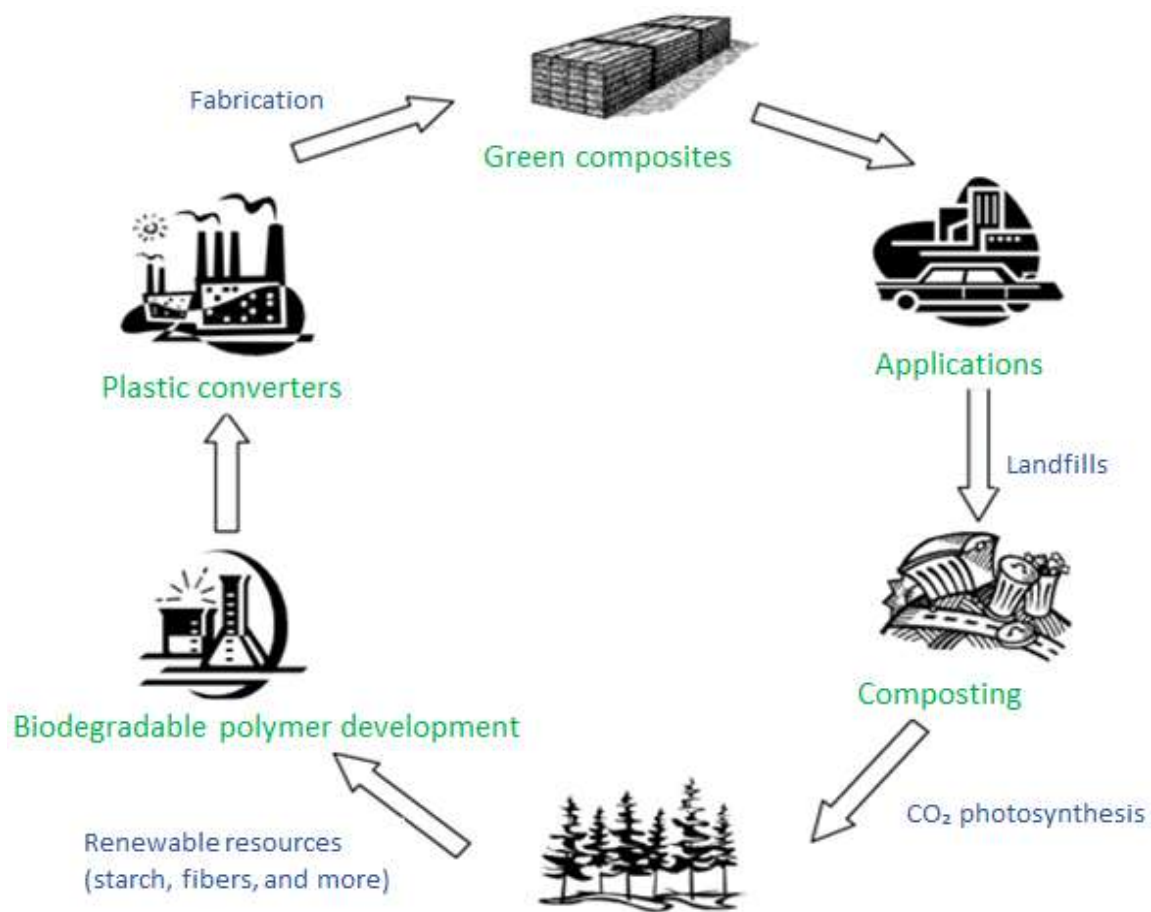 Fabrication
Green composites
Plastic converters
Applications
Landfills
Biodegradable polymer development
Composting
CO₂ photosynthesis
Renewable resources
(starch, fibers, and more)